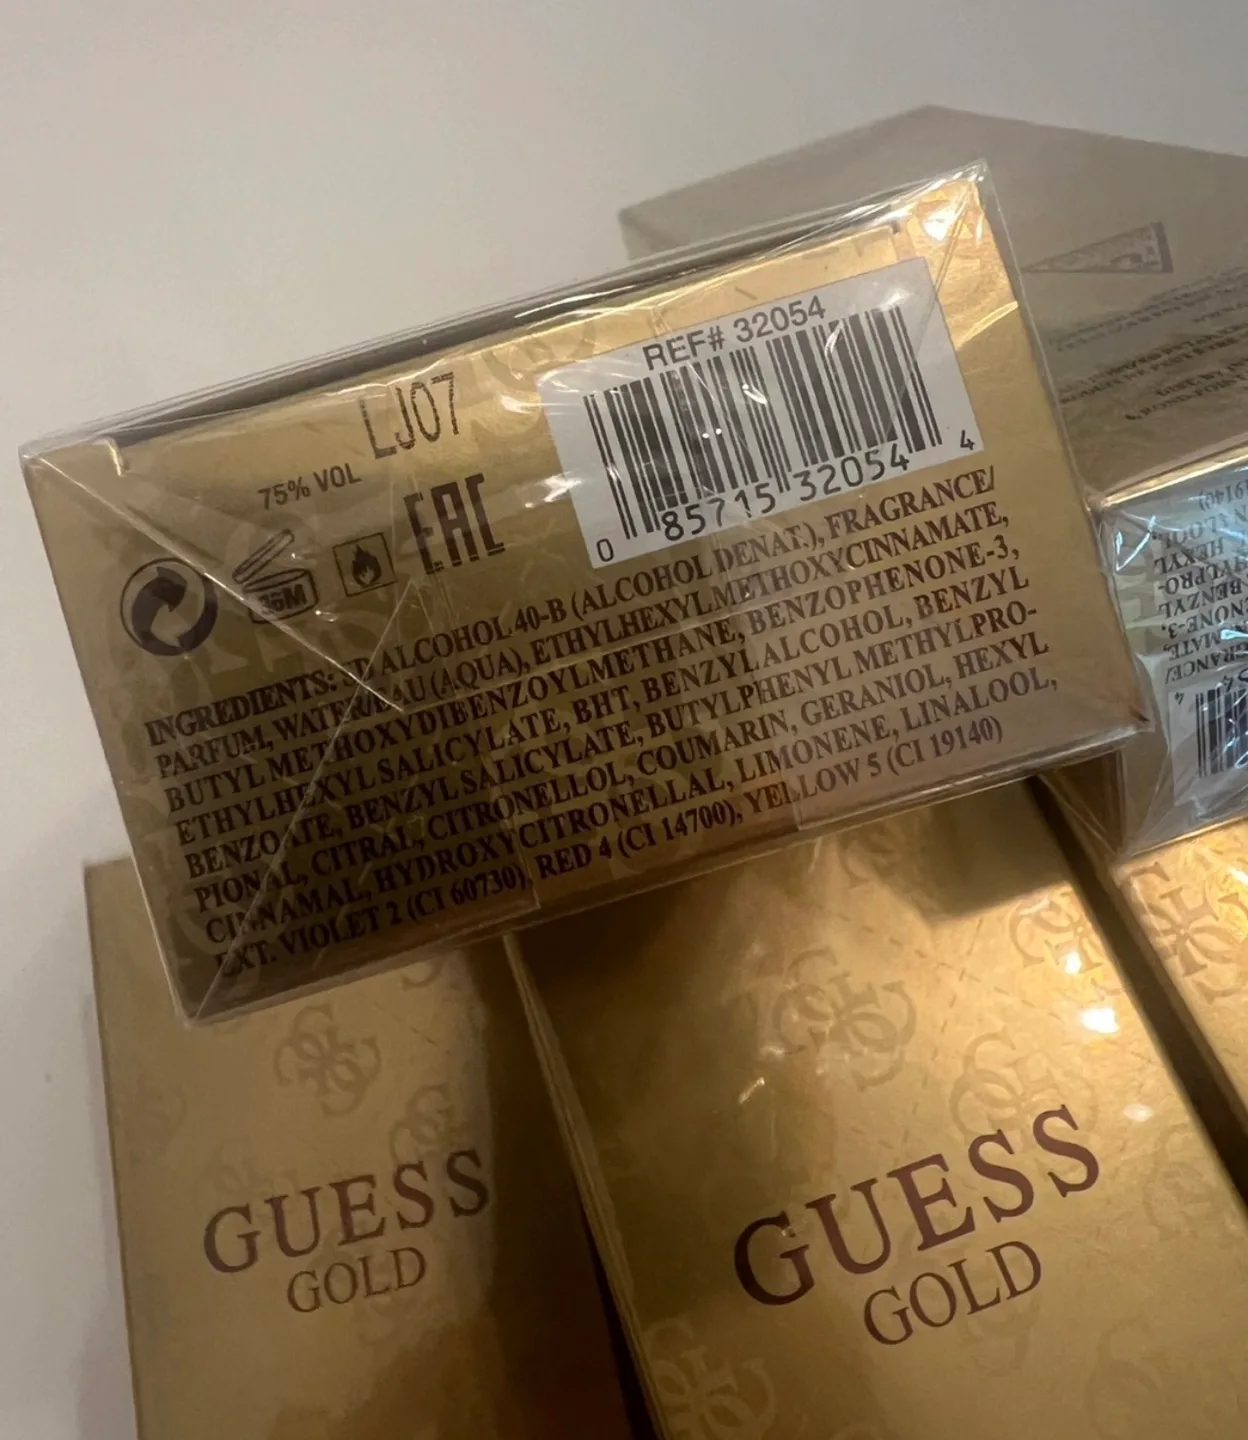 REF# 32054
LJ07
75% VOL
EAC
36M
0 85715 32054 4
INGREDIENTS: SD ALCOHOL 40-B (ALCOHOL DENAT.), FRAGRANCE/
PARFUM, WATER/EAU (AQUA), ETHYLHEXYL METHOXYCINNAMATE,
BUTYL METHOXYDIBENZOYLMETHANE, BENZOPHENONE-3,
ETHYLHEXYL SALICYLATE, BHT, BENZYL ALCOHOL, BENZYL
BENZOATE, BENZYL SALICYLATE, BUTYLPHENYL METHYLPRO-
PIONAL, CITRAL, CITRONELLOL, COUMARIN, GERANIOL, HEXYL
CINNAMAL, HYDROXYCITRONELLAL, LIMONENE, LINALOOL,
EXT. VIOLET 2 (CI 60730), RED 4 (CI 14700), YELLOW 5 (CI 19140)
GUESS
GOLD
GUESS
GOLD